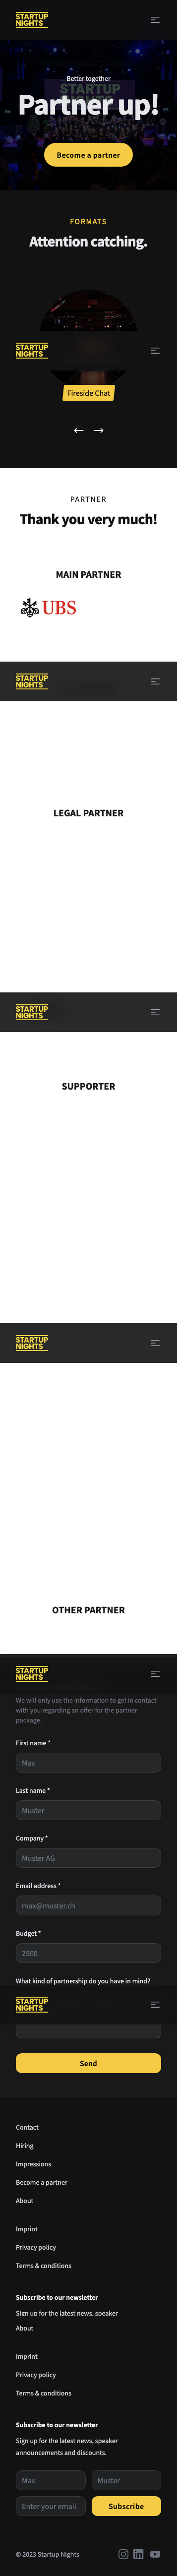 STARTUP
NIGHTS
Better together
Partner up!
Become a partner
FORMATS
Attention catching.
STARTUP
NIGHTS
Fireside Chat
PARTNER
Thank you very much!
MAIN PARTNER
UBS
STARTUP
NIGHTS
LEGAL PARTNER
STARTUP
NIGHTS
SUPPORTER
STARTUP
NIGHTS
OTHER PARTNER
STARTUP
NIGHTS
We will only use the information to get in contact
with you regarding an offer for the partner
package.
First name *
Max
Last name *
Muster
Company *
Muster AG
Email address *
max@muster.ch
Budget *
2500
What kind of partnership do you have in mind?
STARTUP
NIGHTS
Send
Contact
Hiring
Impressions
Become a partner
About
Imprint
Privacy policy
Terms & conditions
Subscribe to our newsletter
Sign up for the latest news, speaker
About
Imprint
Privacy policy
Terms & conditions
Subscribe to our newsletter
Sign up for the latest news, speaker
announcements and discounts.
Max
Muster
Enter your email
Subscribe
© 2023 Startup Nights